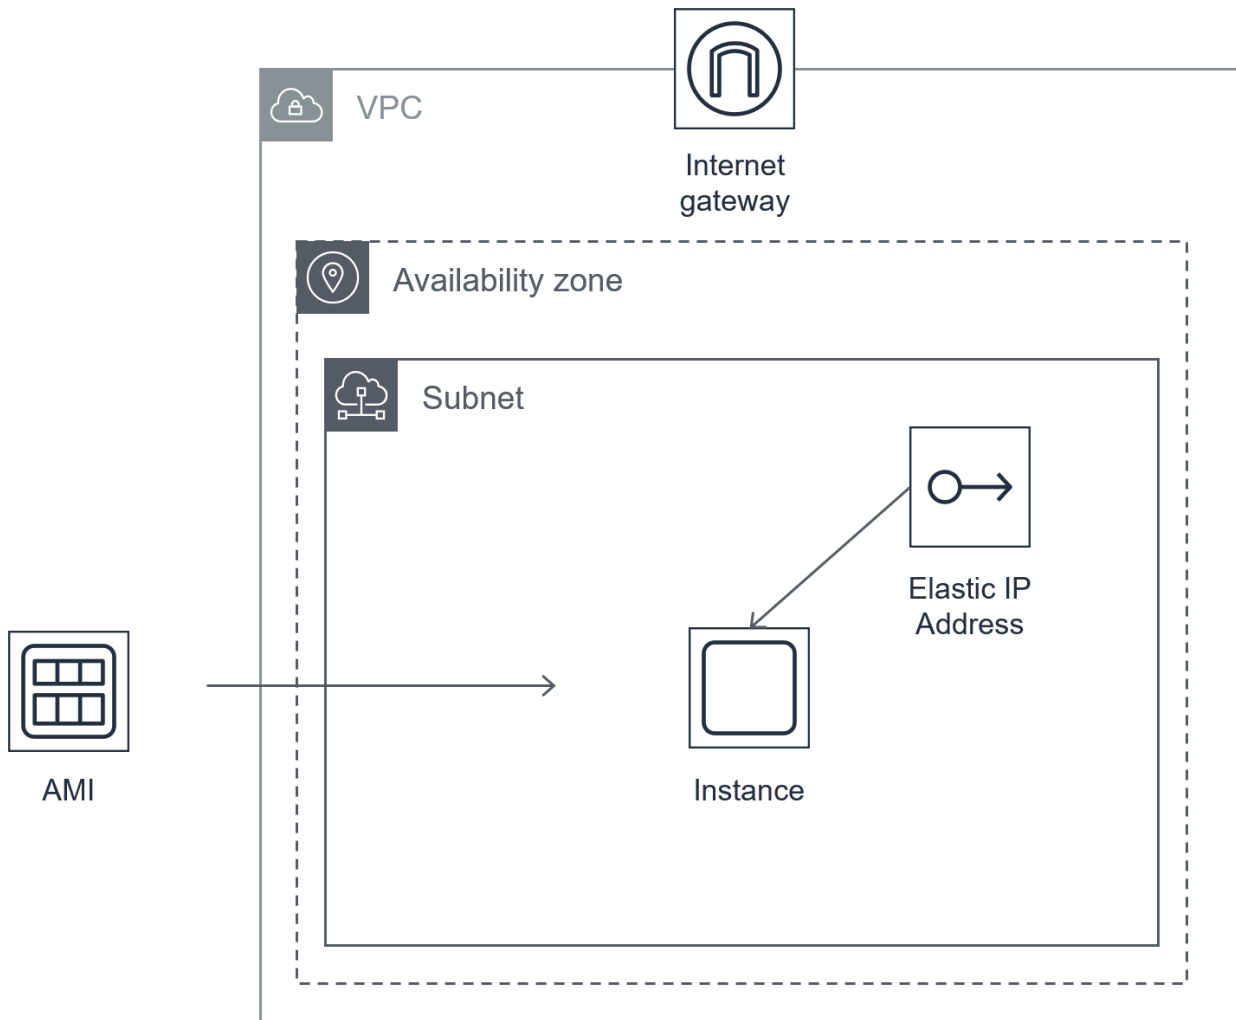 VPC
Internet
gateway
Availability zone
Subnet
Elastic IP
Address
AMI
Instance